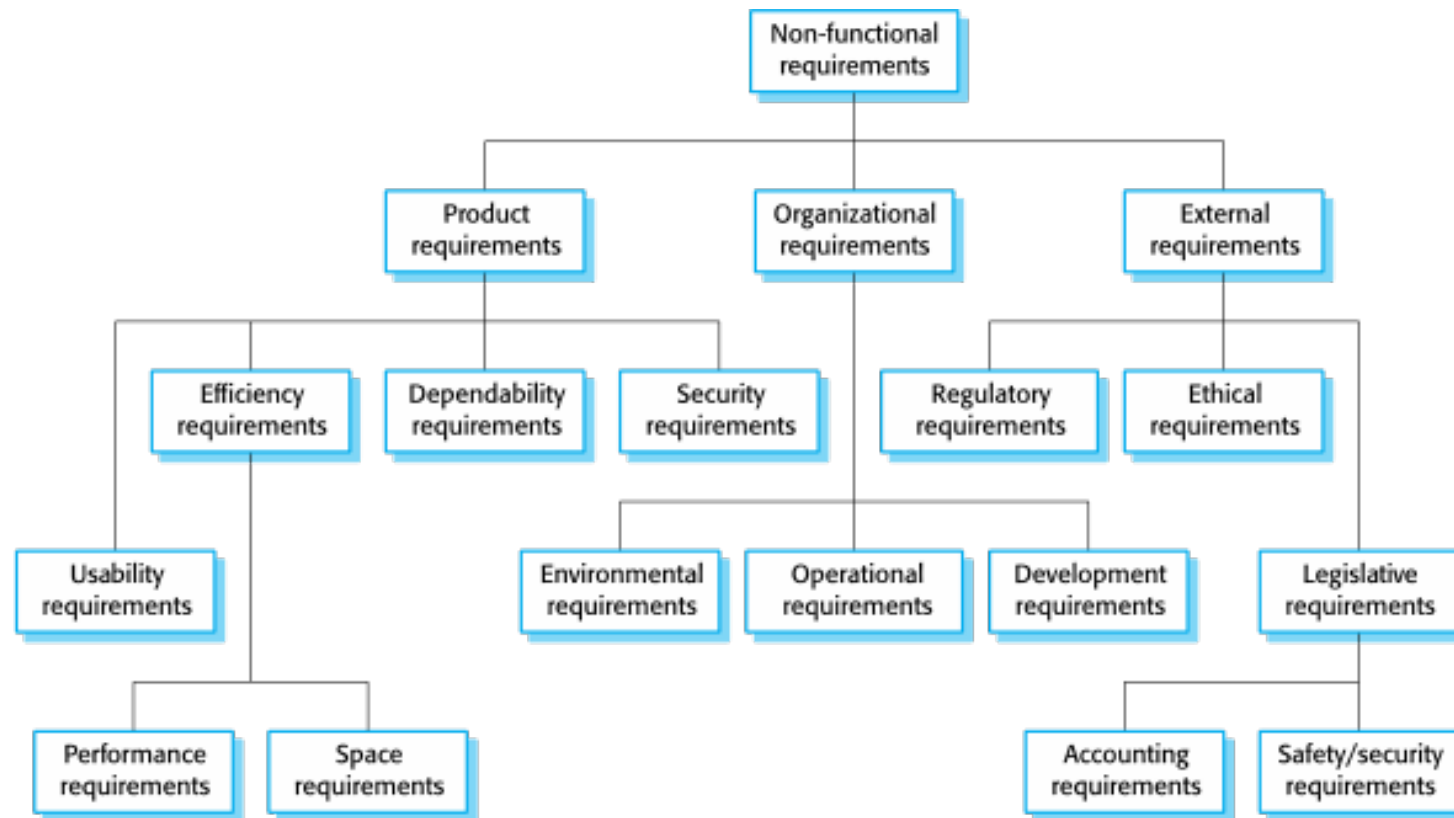 Non-functional
requirements
Product
requirements
Organizational
requirements
External
requirements
Efficiency
requirements
Dependability
requirements
Security
requirements
Regulatory
requirements
Ethical
requirements
Usability
requirements
Environmental
requirements
Operational
requirements
Development
requirements
Legislative
requirements
Performance
requirements
Space
requirements
Accounting
requirements
Safety/security
requirements